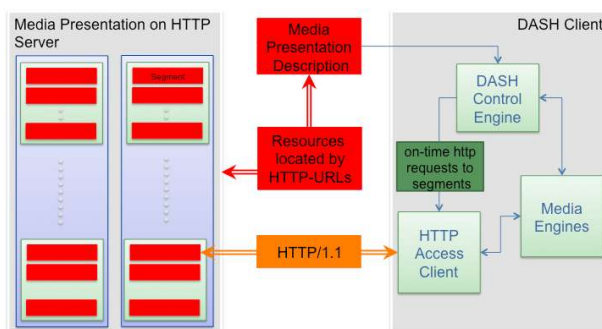 Media Presentation on HTTP
Server
Segment
Media
Presentation
Description
Resources
located by
HTTP-URLs
HTTP/1.1
DASH Client
DASH
Control
Engine
on-time http
requests to
segments
HTTP
Access
Client
Media
Engines